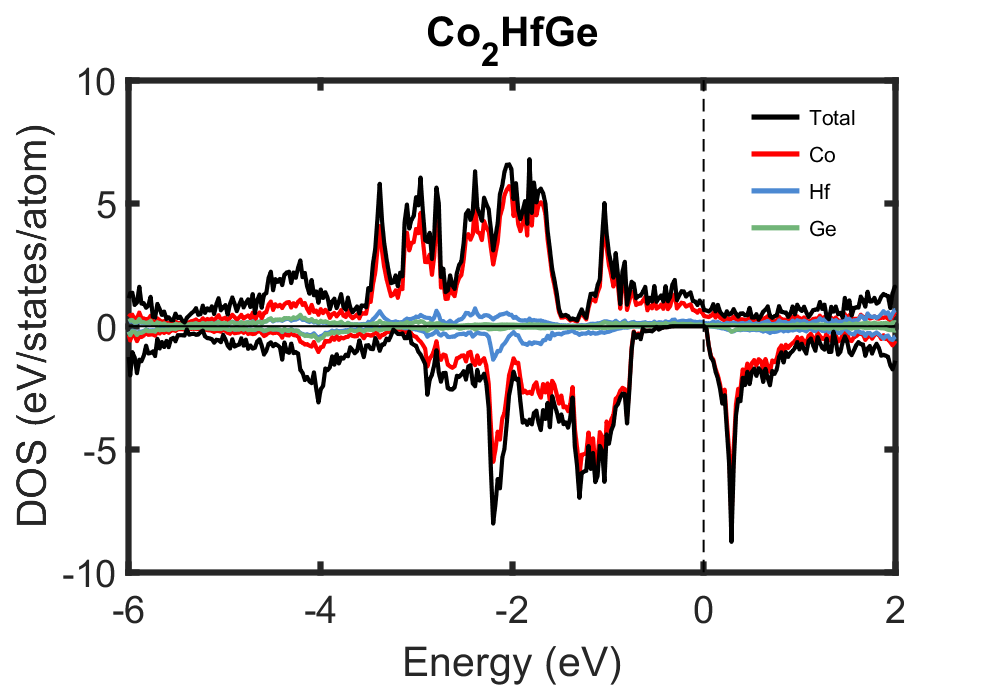 Co₂HfGe
10
5
0
-5
-10
DOS (eV/states/atom)
Total
Co
Hf
Ge
-6 -4 -2 0 2
Energy (eV)